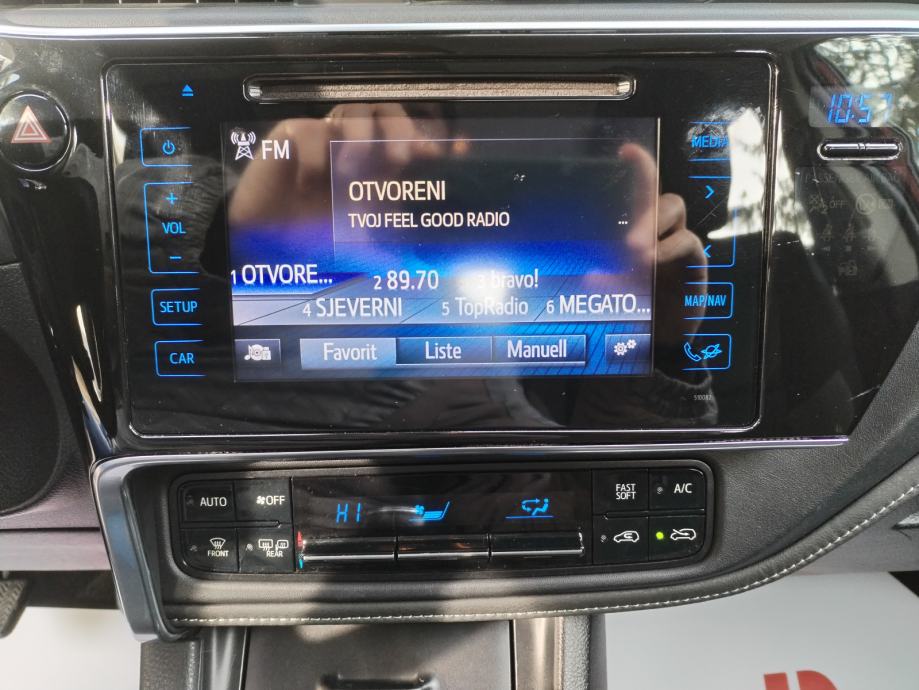 10:57
MEDIA
FM
VOL
OTVORENI
TVOJ FEEL GOOD RADIO
...
1 OTVORE...
2 89.70
3 bravo!
4 SJEVERNI
5 TopRadio
6 MEGATO...
SETUP
MAP/NAV
CAR
Favorit
Liste
Manuell
510082
AUTO
OFF
HI
FAST
SOFT
A/C
FRONT
REAR